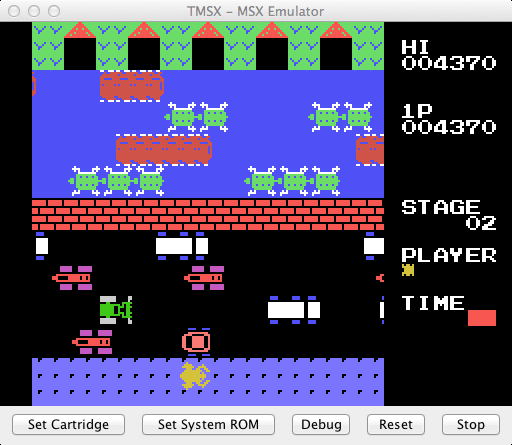 TMSX – MSX Emulator
HI
004370
1P
004370
STAGE
02
PLAYER
TIME
Set Cartridge
Set System ROM
Debug
Reset
Stop